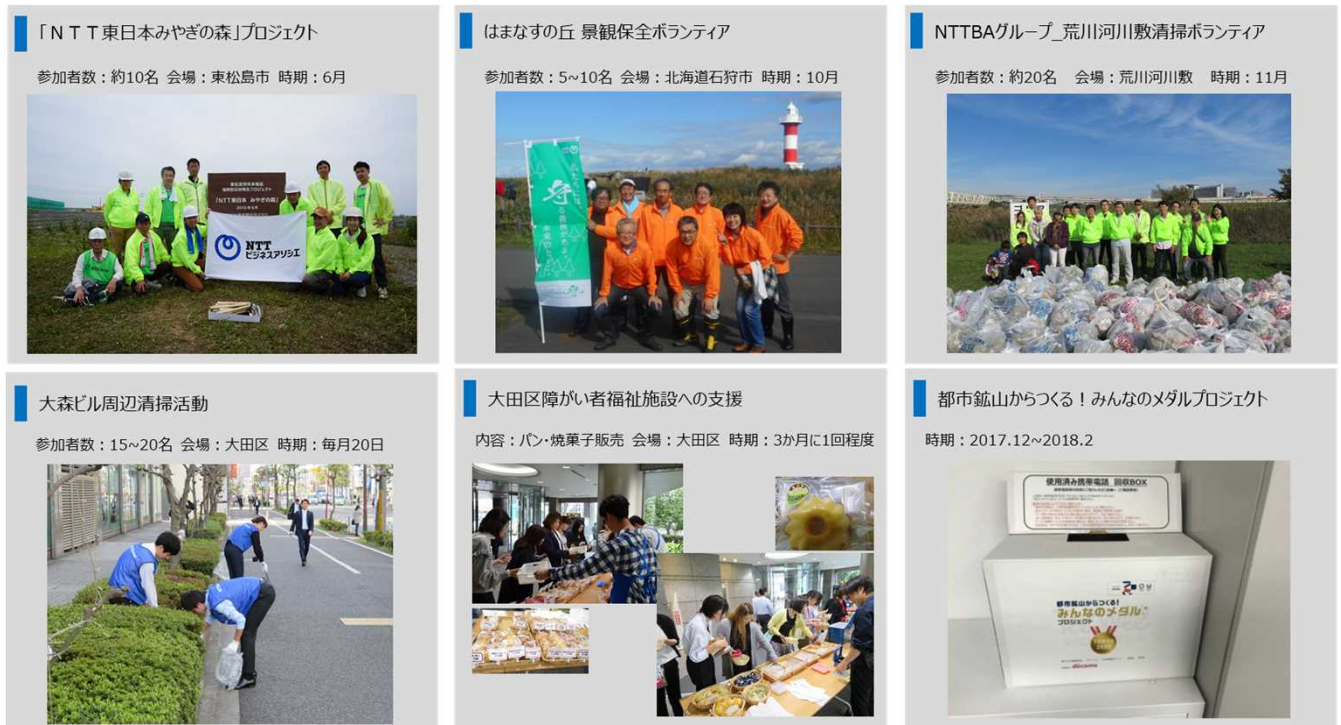 「ＮＴＴ東日本みやぎの森」プロジェクト
参加者数：約10名 会場：東松島市 時期：6月
「NTT東日本 みやぎの森」
NTT
ビジネスアソシエ
はまなすの丘 景観保全ボランティア
参加者数：5~10名 会場：北海道石狩市 時期：10月
守
NTTBAグループ_荒川河川敷清掃ボランティア
参加者数：約20名　会場：荒川河川敷　時期：11月
大森ビル周辺清掃活動
参加者数：15~20名 会場：大田区 時期：毎月20日
大田区障がい者福祉施設への支援
内容：パン・焼菓子販売 会場：大田区 時期：3か月に1回程度
都市鉱山からつくる！みんなのメダルプロジェクト
時期：2017.12~2018.2
使用済み携帯電話 回収BOX
都市鉱山からつくる!
みんなのメダル
プロジェクト
docomo